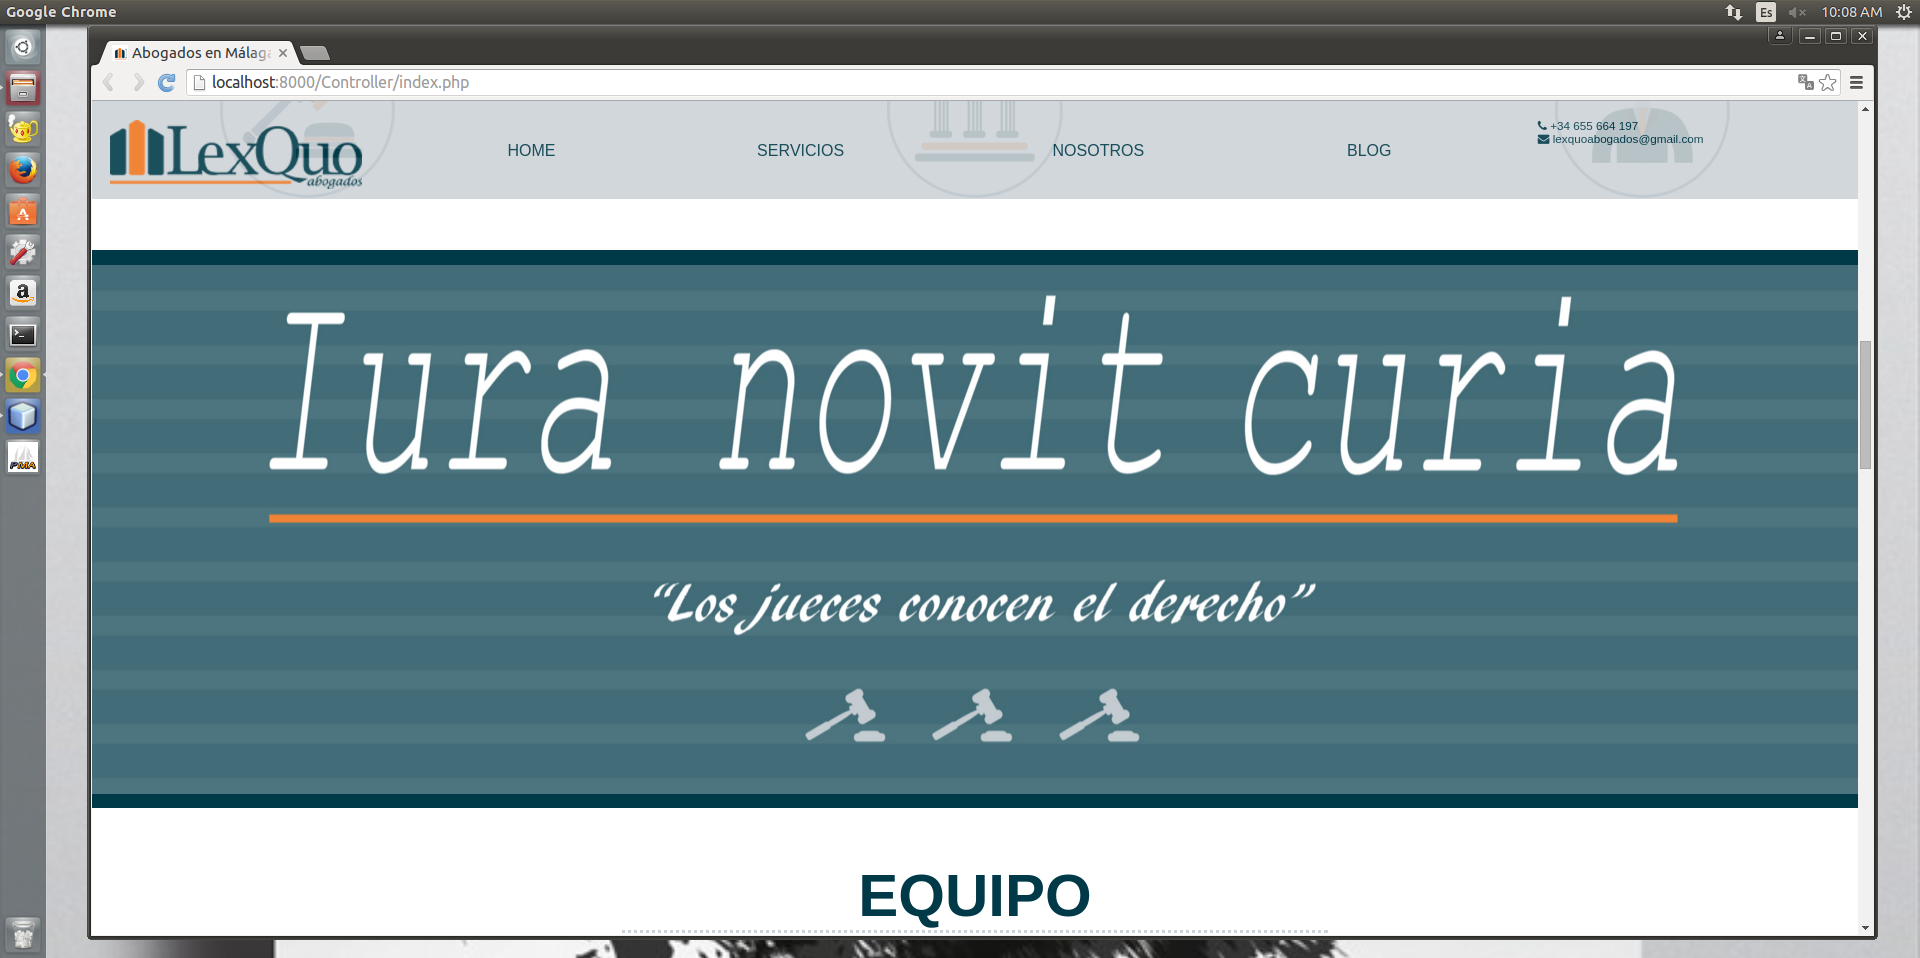 Google Chrome
Es
10:08 AM
Abogados en Málaga
localhost:8000/Controller/index.php
LexQuo
abogados
HOME
SERVICIOS
NOSOTROS
BLOG
+34 655 664 197
lexquoabogados@gmail.com
Iura novit curia
“Los jueces conocen el derecho”
EQUIPO
PMA